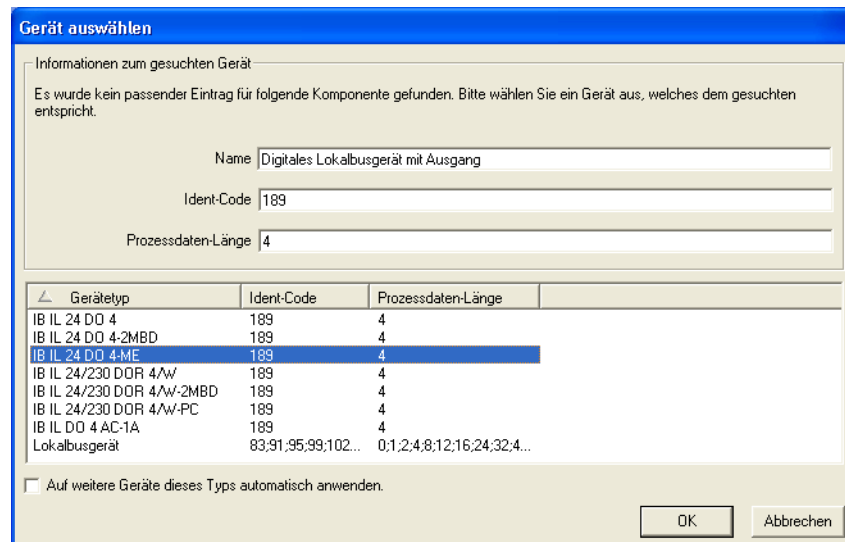 Gerät auswählen
Informationen zum gesuchten Gerät
Es wurde kein passender Eintrag für folgende Komponente gefunden. Bitte wählen Sie ein Gerät aus, welches dem gesuchten
entspricht.
Name Digitales Lokalbusgerät mit Ausgang
Ident-Code 189
Prozessdaten-Länge 4
Gerätetyp Ident-Code Prozessdaten-Länge
IB IL 24 DO 4 189 4
IB IL 24 DO 4-2MBD 189 4
IB IL 24 DO 4-ME 189 4
IB IL 24/230 DOR 4/W 189 4
IB IL 24/230 DOR 4/W-2MBD 189 4
IB IL 24/230 DOR 4/W-PC 189 4
IB IL DO 4 AC-1A 189 4
Lokalbusgerät 83;91;95;99;102... 0;1;2;4;8;12;16;24;32;4...
Auf weitere Geräte dieses Typs automatisch anwenden.
OK Abbrechen